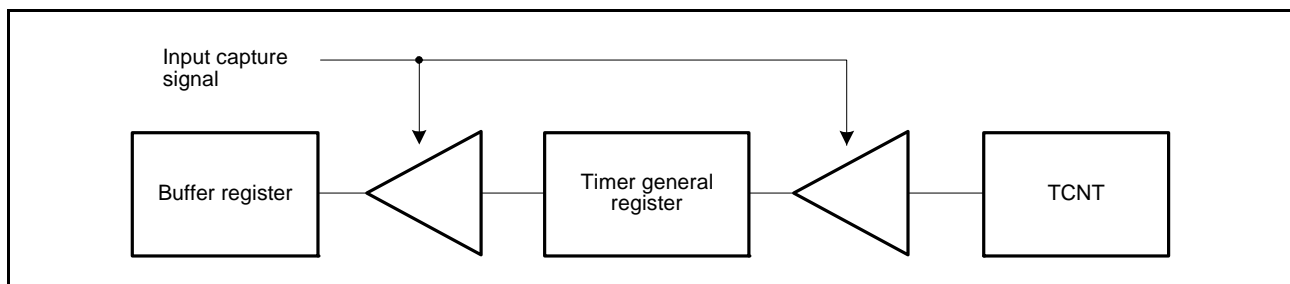 Input capture
signal
Buffer register
Timer general
register
TCNT